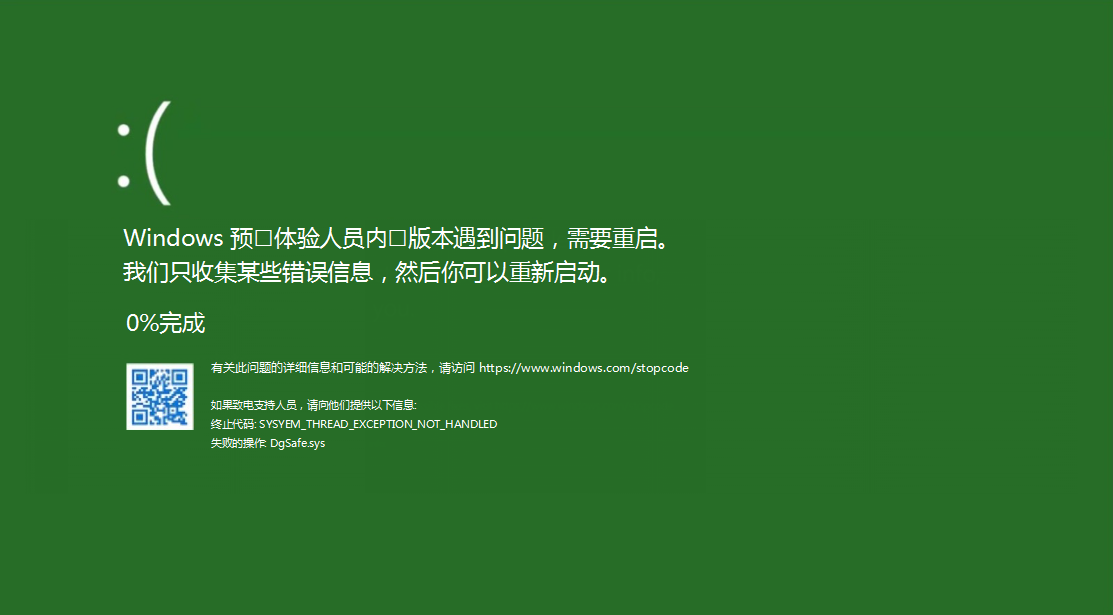 :(
Windows 预□体验人员内□版本遇到问题，需要重启。
我们只收集某些错误信息，然后你可以重新启动。
0%完成
有关此问题的详细信息和可能的解决方法，请访问 https://www.windows.com/stopcode
如果致电支持人员，请向他们提供以下信息:
终止代码: SYSYEM_THREAD_EXCEPTION_NOT_HANDLED
失败的操作: DgSafe.sys